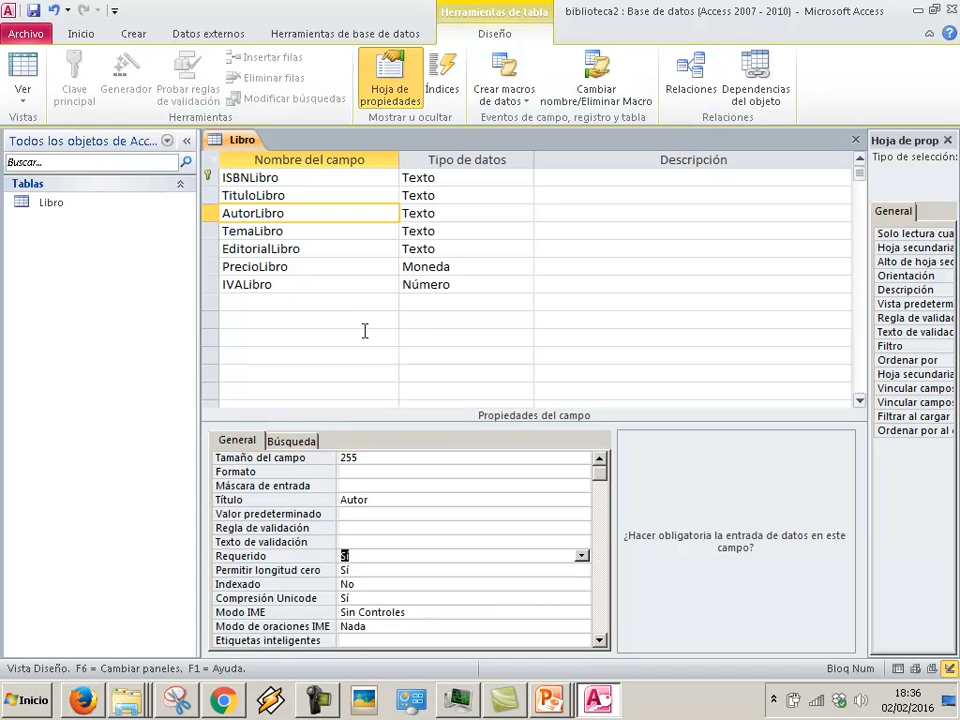 Herramientas de tabla
biblioteca2 : Base de datos (Access 2007 - 2010) - Microsoft Access
Archivo
Inicio
Crear
Datos externos
Herramientas de base de datos
Diseño
Ver
Clave principal
Generador
Probar reglas de validación
Insertar filas
Eliminar filas
Modificar búsquedas
Hoja de propiedades
Índices
Crear macros de datos
Cambiar nombre/Eliminar Macro
Relaciones
Dependencias del objeto
Vistas
Herramientas
Mostrar u ocultar
Eventos de campo, registro y tabla
Relaciones
Todos los objetos de Access
Buscar...
Tablas
Libro
Libro
Nombre del campo
Tipo de datos
Descripción
ISBNLibro Texto
TituloLibro Texto
AutorLibro Texto
TemaLibro Texto
EditorialLibro Texto
PrecioLibro Moneda
IVALibro Número
Propiedades del campo
General
Búsqueda
Tamaño del campo 255
Formato
Máscara de entrada
Título Autor
Valor predeterminado
Regla de validación
Texto de validación
Requerido Sí
Permitir longitud cero Sí
Indexado No
Compresión Unicode Sí
Modo IME Sin Controles
Modo de oraciones IME Nada
Etiquetas inteligentes
¿Hacer obligatoria la entrada de datos en este campo?
Hoja de prop
Tipo de selección:
General
Solo lectura cua
Hoja secundaria
Alto de hoja sec
Orientación
Descripción
Vista predeterm
Regla de valida
Texto de validac
Filtro
Ordenar por
Hoja secundaria
Vincular campos
Vincular campos
Filtrar al cargar
Ordenar por al
Vista Diseño. F6 = Cambiar paneles. F1 = Ayuda.
Bloq Num
Inicio
18:36
02/02/2016